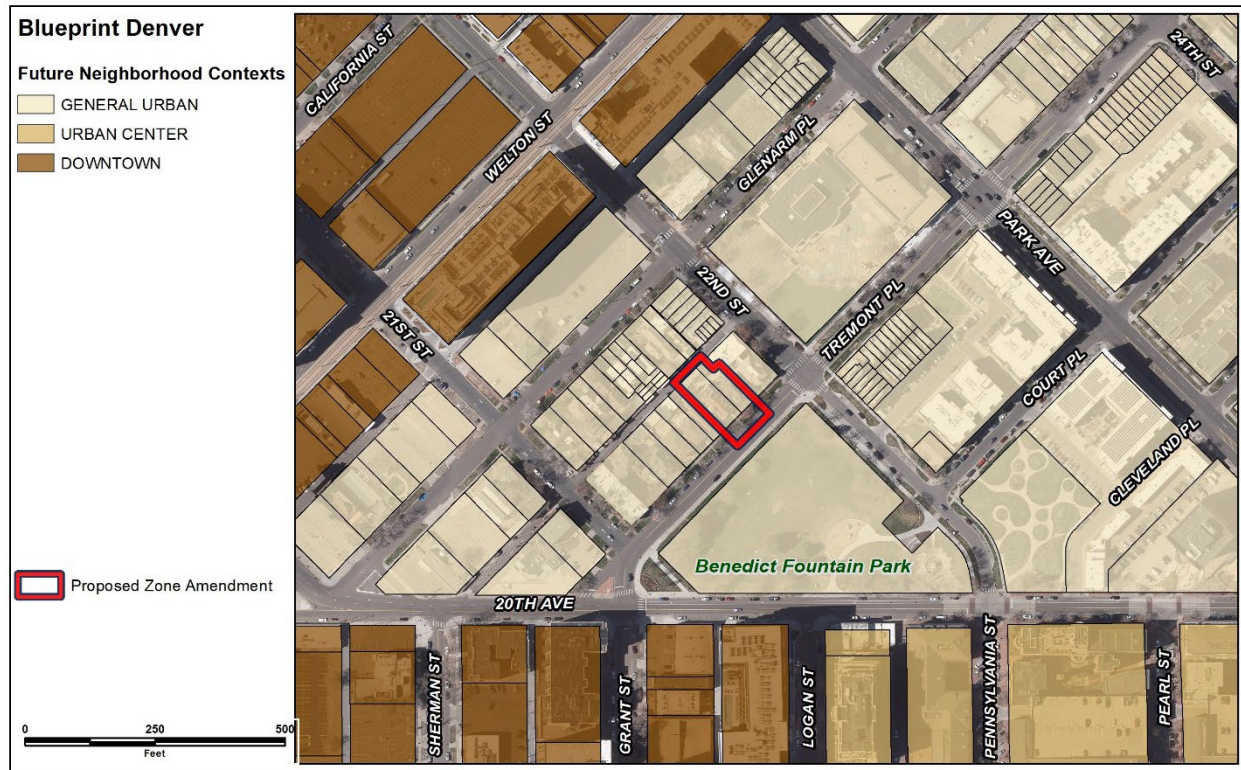 Blueprint Denver
Future Neighborhood Contexts
GENERAL URBAN
URBAN CENTER
DOWNTOWN
Proposed Zone Amendment
0 250 500
Feet
CALIFORNIA ST
WELTON ST
24TH ST
GLENARM PL
PARK AVE
22ND ST
TREMONT PL
21ST ST
COURT PL
CLEVELAND PL
Benedict Fountain Park
20TH AVE
SHERMAN ST
GRANT ST
LOGAN ST
PENNSYLVANIA ST
PEARL ST